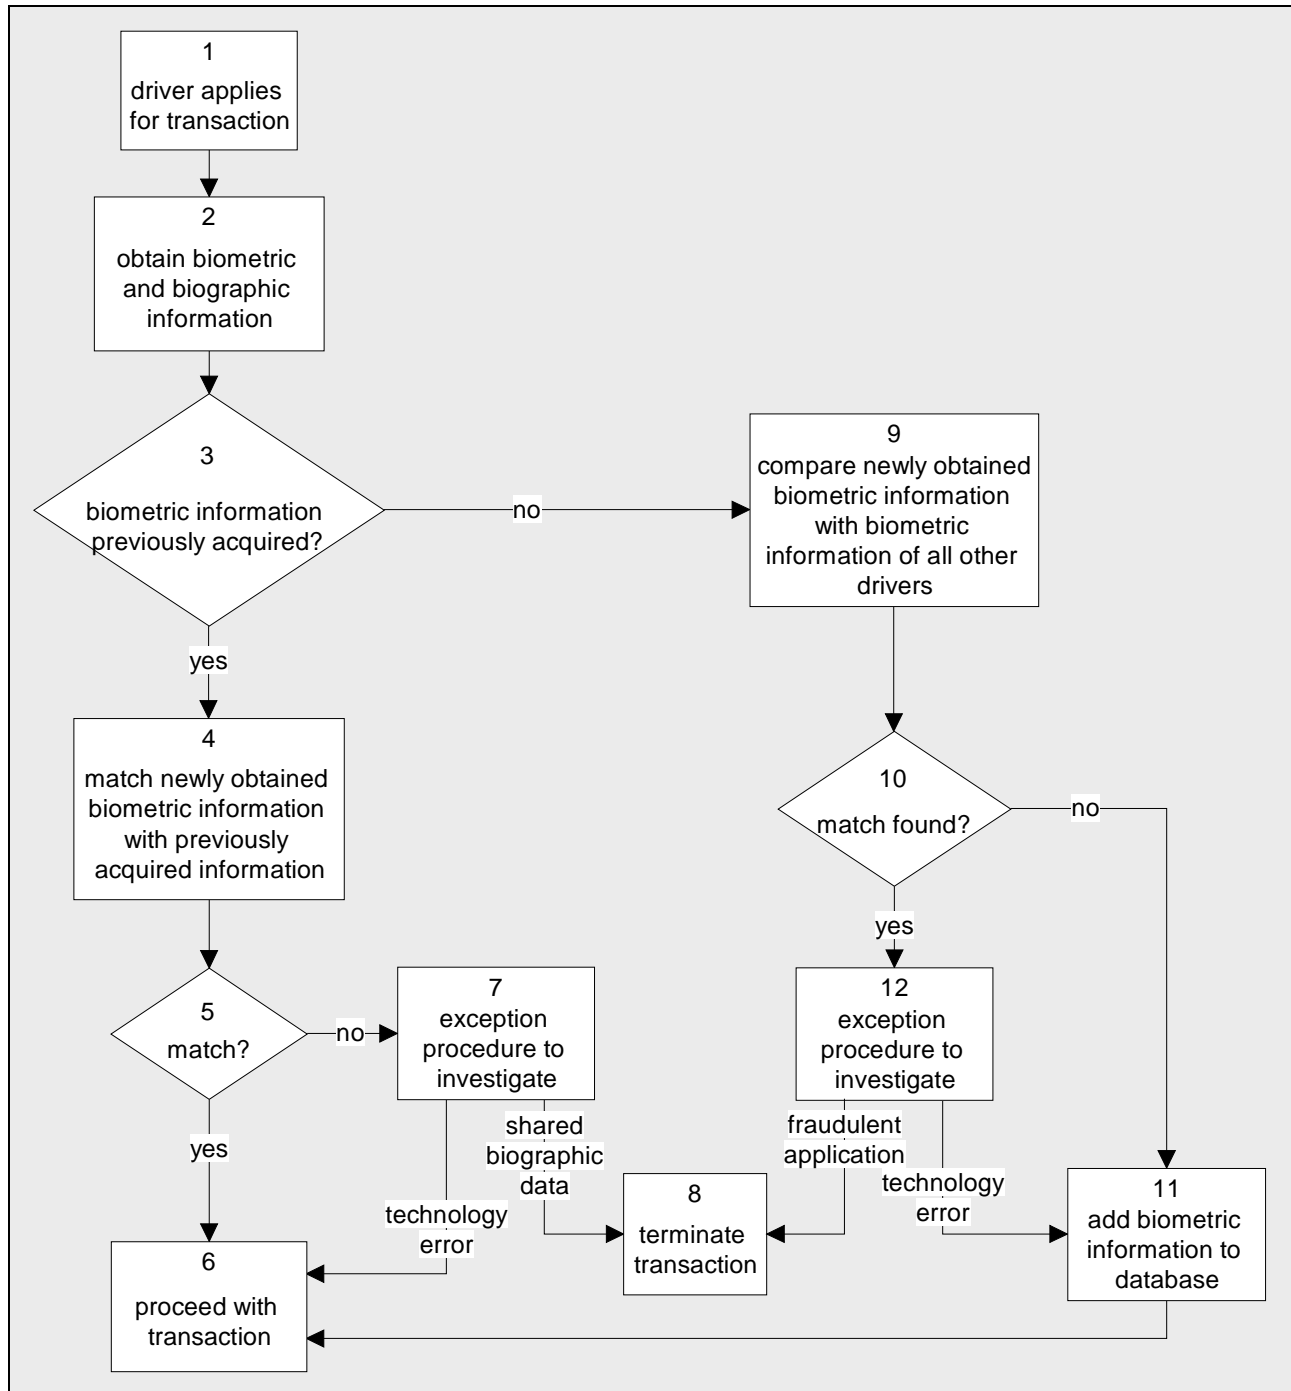 1
driver applies
for transaction
2
obtain biometric
and biographic
information
3
biometric information
previously acquired?
no
yes
4
match newly obtained
biometric information
with previously
acquired information
5
match?
no
yes
6
proceed with
transaction
7
exception
procedure to
investigate
technology
error
shared
biographic
data
8
terminate
transaction
9
compare newly obtained
biometric information
with biometric
information of all other
drivers
10
match found?
no
yes
12
exception
procedure to
investigate
fraudulent
application
technology
error
11
add biometric
information to
database